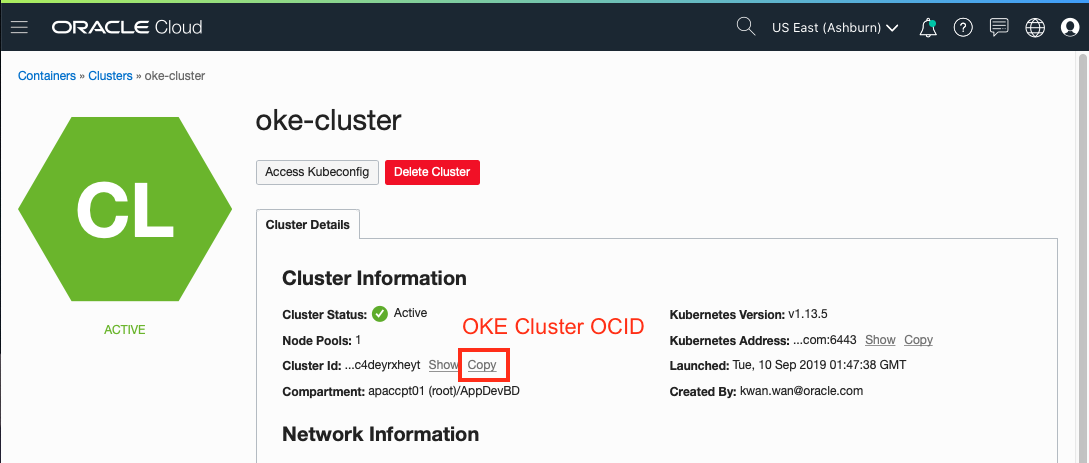 ORACLE Cloud
US East (Ashburn)
Containers » Clusters » oke-cluster
CL
ACTIVE
oke-cluster
Access Kubeconfig Delete Cluster
Cluster Details
Cluster Information
Cluster Status: Active
Node Pools: 1
OKE Cluster OCID
Cluster Id: ...c4deyrxheyt Show Copy
Compartment: apaccpt01 (root)/AppDevBD
Kubernetes Version: v1.13.5
Kubernetes Address: ...com:6443 Show Copy
Launched: Tue, 10 Sep 2019 01:47:38 GMT
Created By: kwan.wan@oracle.com
Network Information